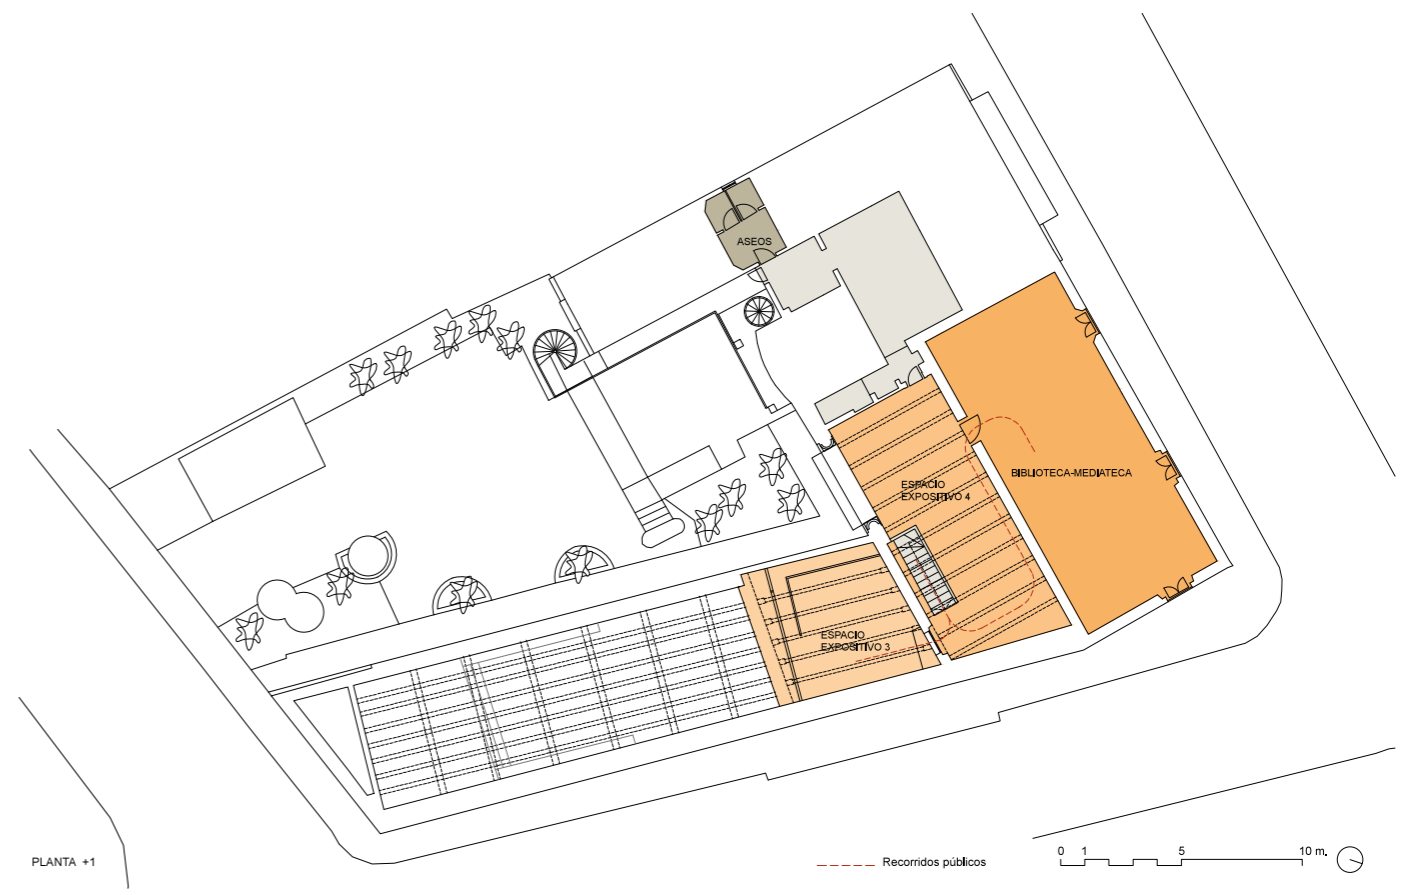 ASEOS
BIBLIOTECA-MEDIATECA
ESPACIO
EXPOSITIVO 4
ESPACIO
EXPOSITIVO 3
PLANTA +1
Recorridos públicos
0 1 5 10 m.